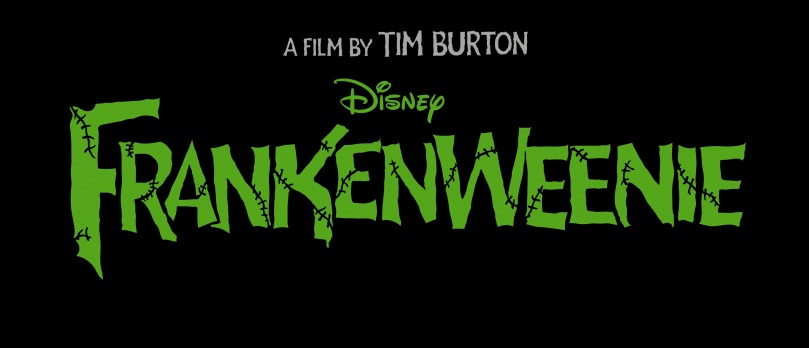 A FILM BY TIM BURTON
DISNEY
FRANKENWEENIE